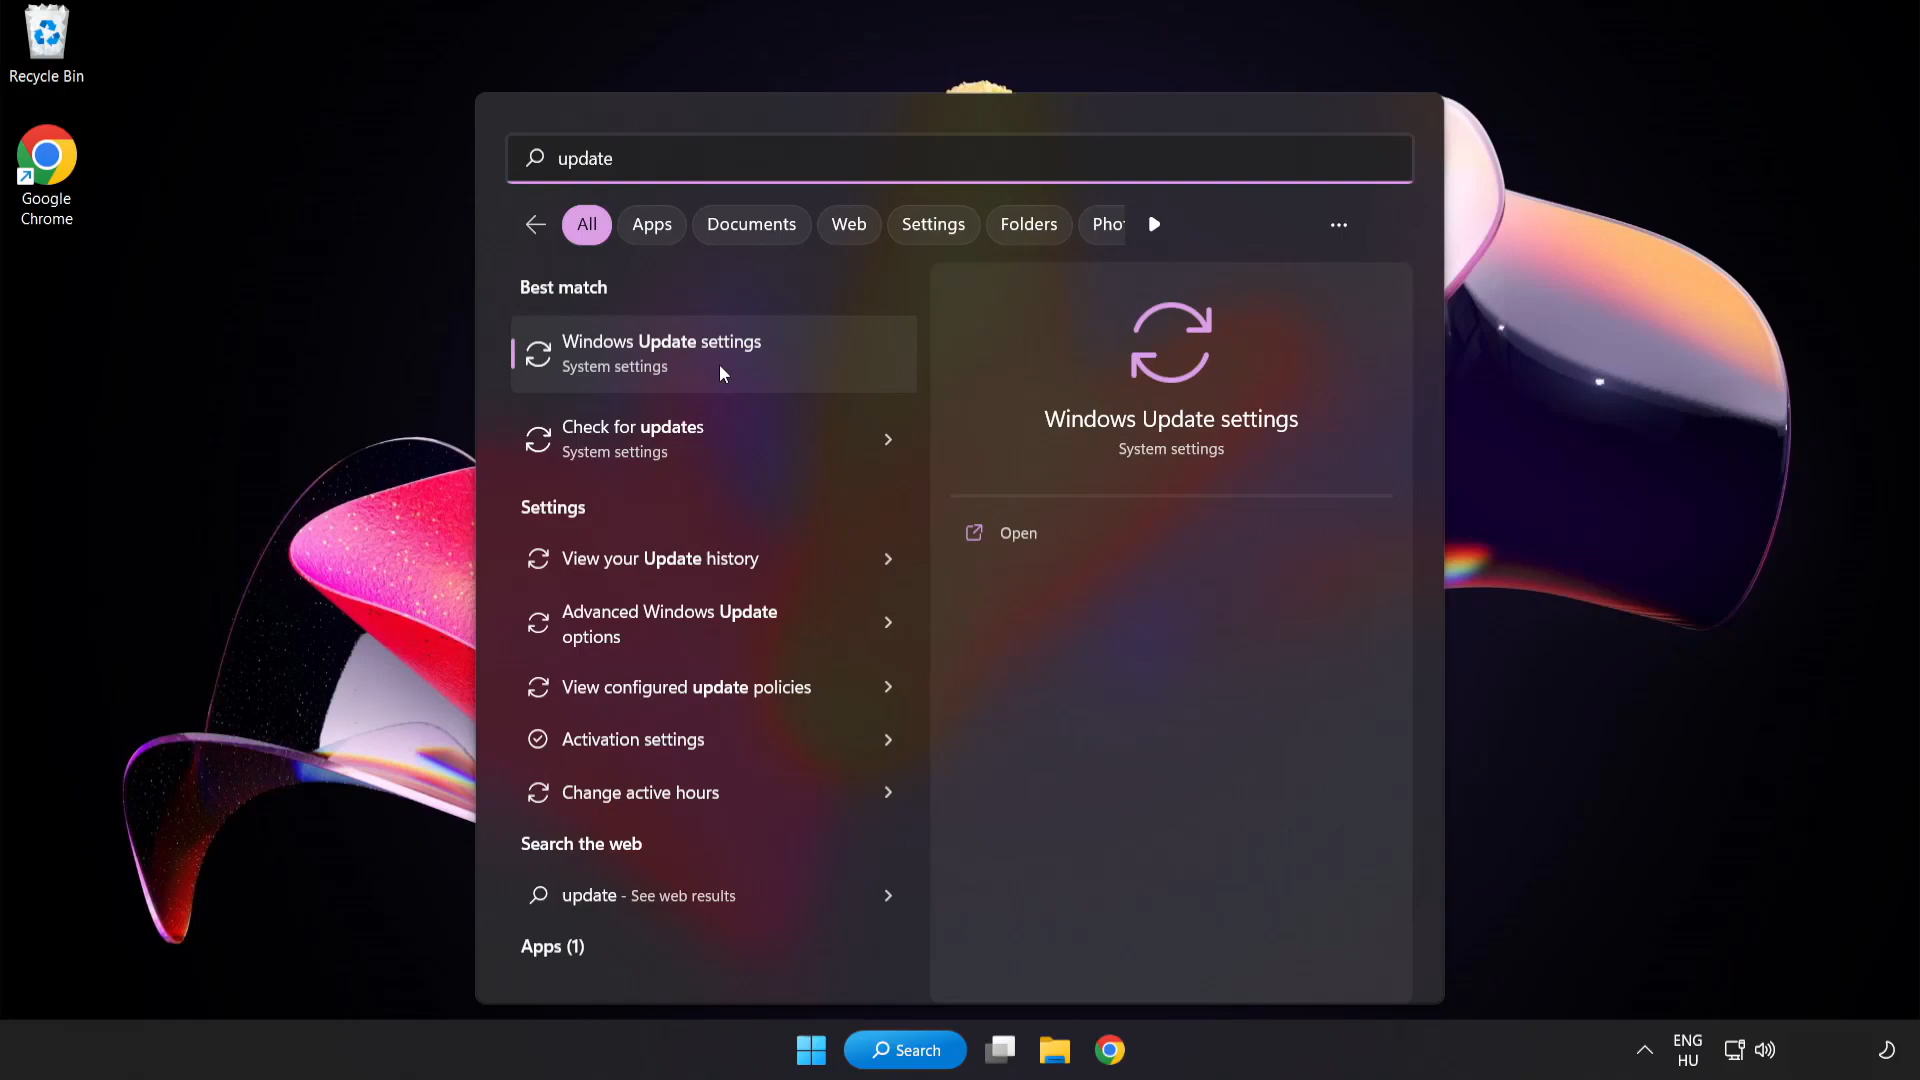 Recycle Bin
Google
Chrome
update
All
Apps
Documents
Web
Settings
Folders
Pho
Best match
Windows Update settings
System settings
Check for updates
System settings
Settings
View your Update history
Advanced Windows Update
options
View configured update policies
Activation settings
Change active hours
Search the web
update - See web results
Apps (1)
Windows Update settings
System settings
Open
Search
ENG
HU